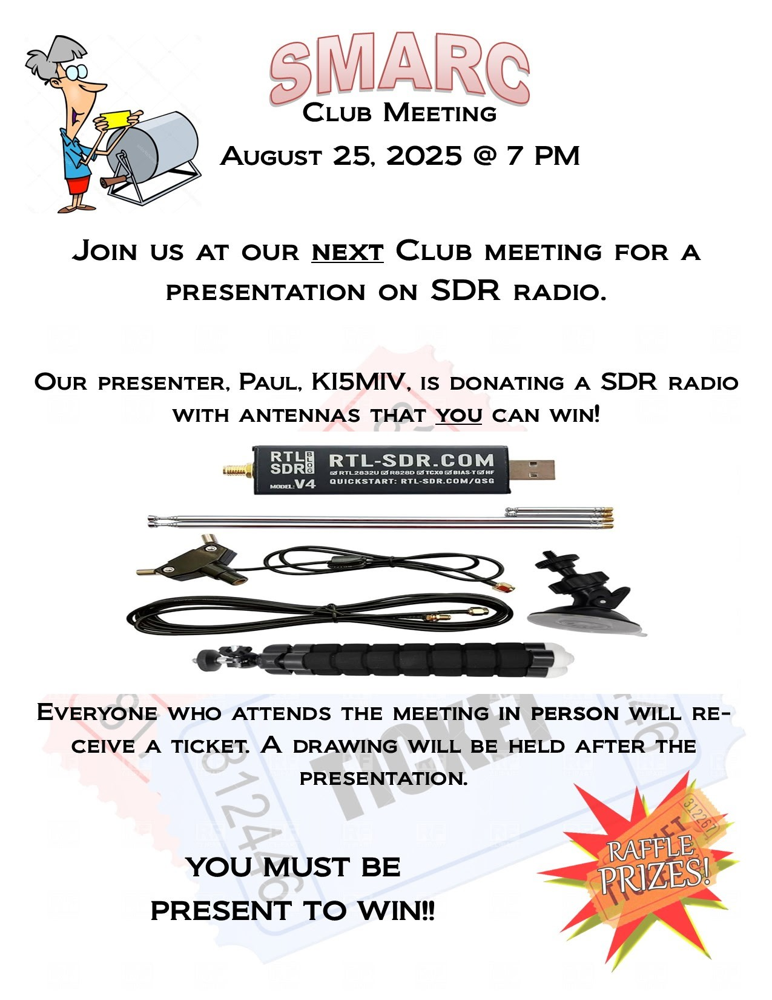 SMARC
Club Meeting
August 25, 2025 @ 7 PM
Join us at our next Club meeting for a
presentation on SDR radio.
Our presenter, Paul, KI5MIV, is donating a SDR radio
with antennas that you can win!
RTL SDR BLOG
MODEL: V4
RTL-SDR.COM
☑RTL2832U ☑R828D ☑TCXO ☑BIAS-T ☑HF
QUICKSTART: RTL-SDR.COM/QSG
Everyone who attends the meeting in person will re-
ceive a ticket. A drawing will be held after the
presentation.
TICKET
812446
312267
RAFFLE
PRIZES!
YOU MUST BE
PRESENT TO WIN!!